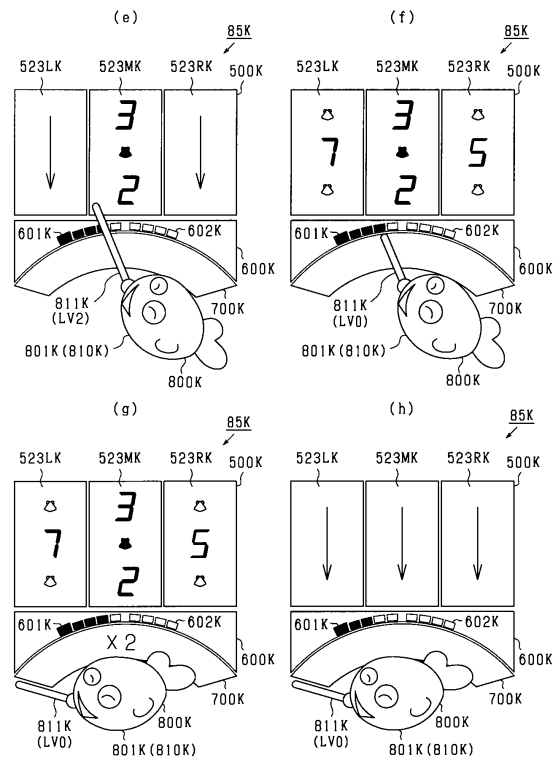 (e)
85K
523LK 523MK 523RK 500K
3
2
601K 602K
600K
811K
(LV2)
700K
801K(810K)
800K
(f)
85K
523LK 523MK 523RK 500K
3
7 5
2
601K 602K
600K
811K
(LV0)
700K
801K(810K)
800K
(g)
85K
523LK 523MK 523RK 500K
3
7 5
2
601K 602K
X2
600K
700K
811K
(LV0)
800K
801K(810K)
(h)
85K
523LK 523MK 523RK 500K
601K 602K
600K
700K
811K
(LV0)
800K
801K(810K)